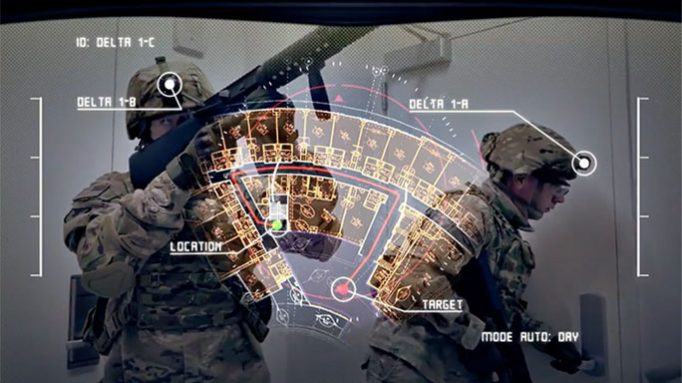 ID: DELTA 1-C
DELTA 1-B
DELTA 1-A
LOCATION
TARGET
MODE AUTO: DAY